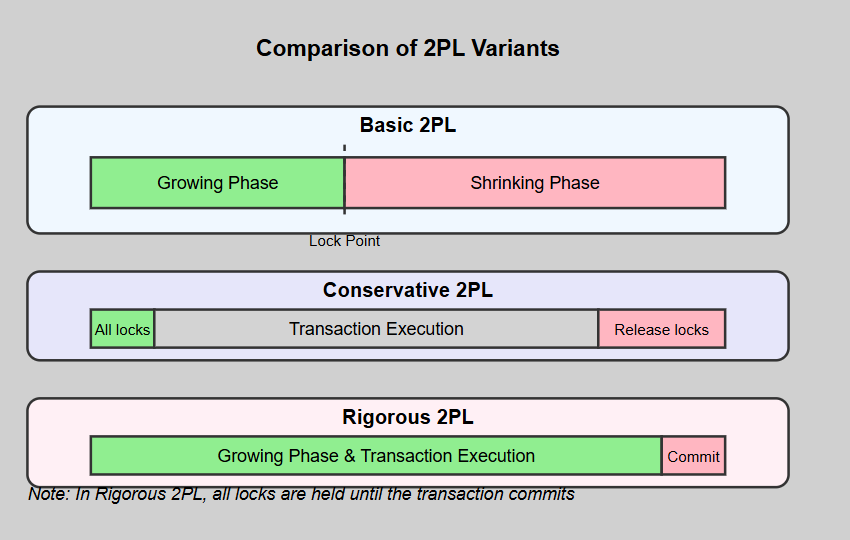 Comparison of 2PL Variants
Basic 2PL
Growing Phase
Shrinking Phase
Lock Point
Conservative 2PL
All locks
Transaction Execution
Release locks
Rigorous 2PL
Growing Phase & Transaction Execution
Commit
Note: In Rigorous 2PL, all locks are held until the transaction commits